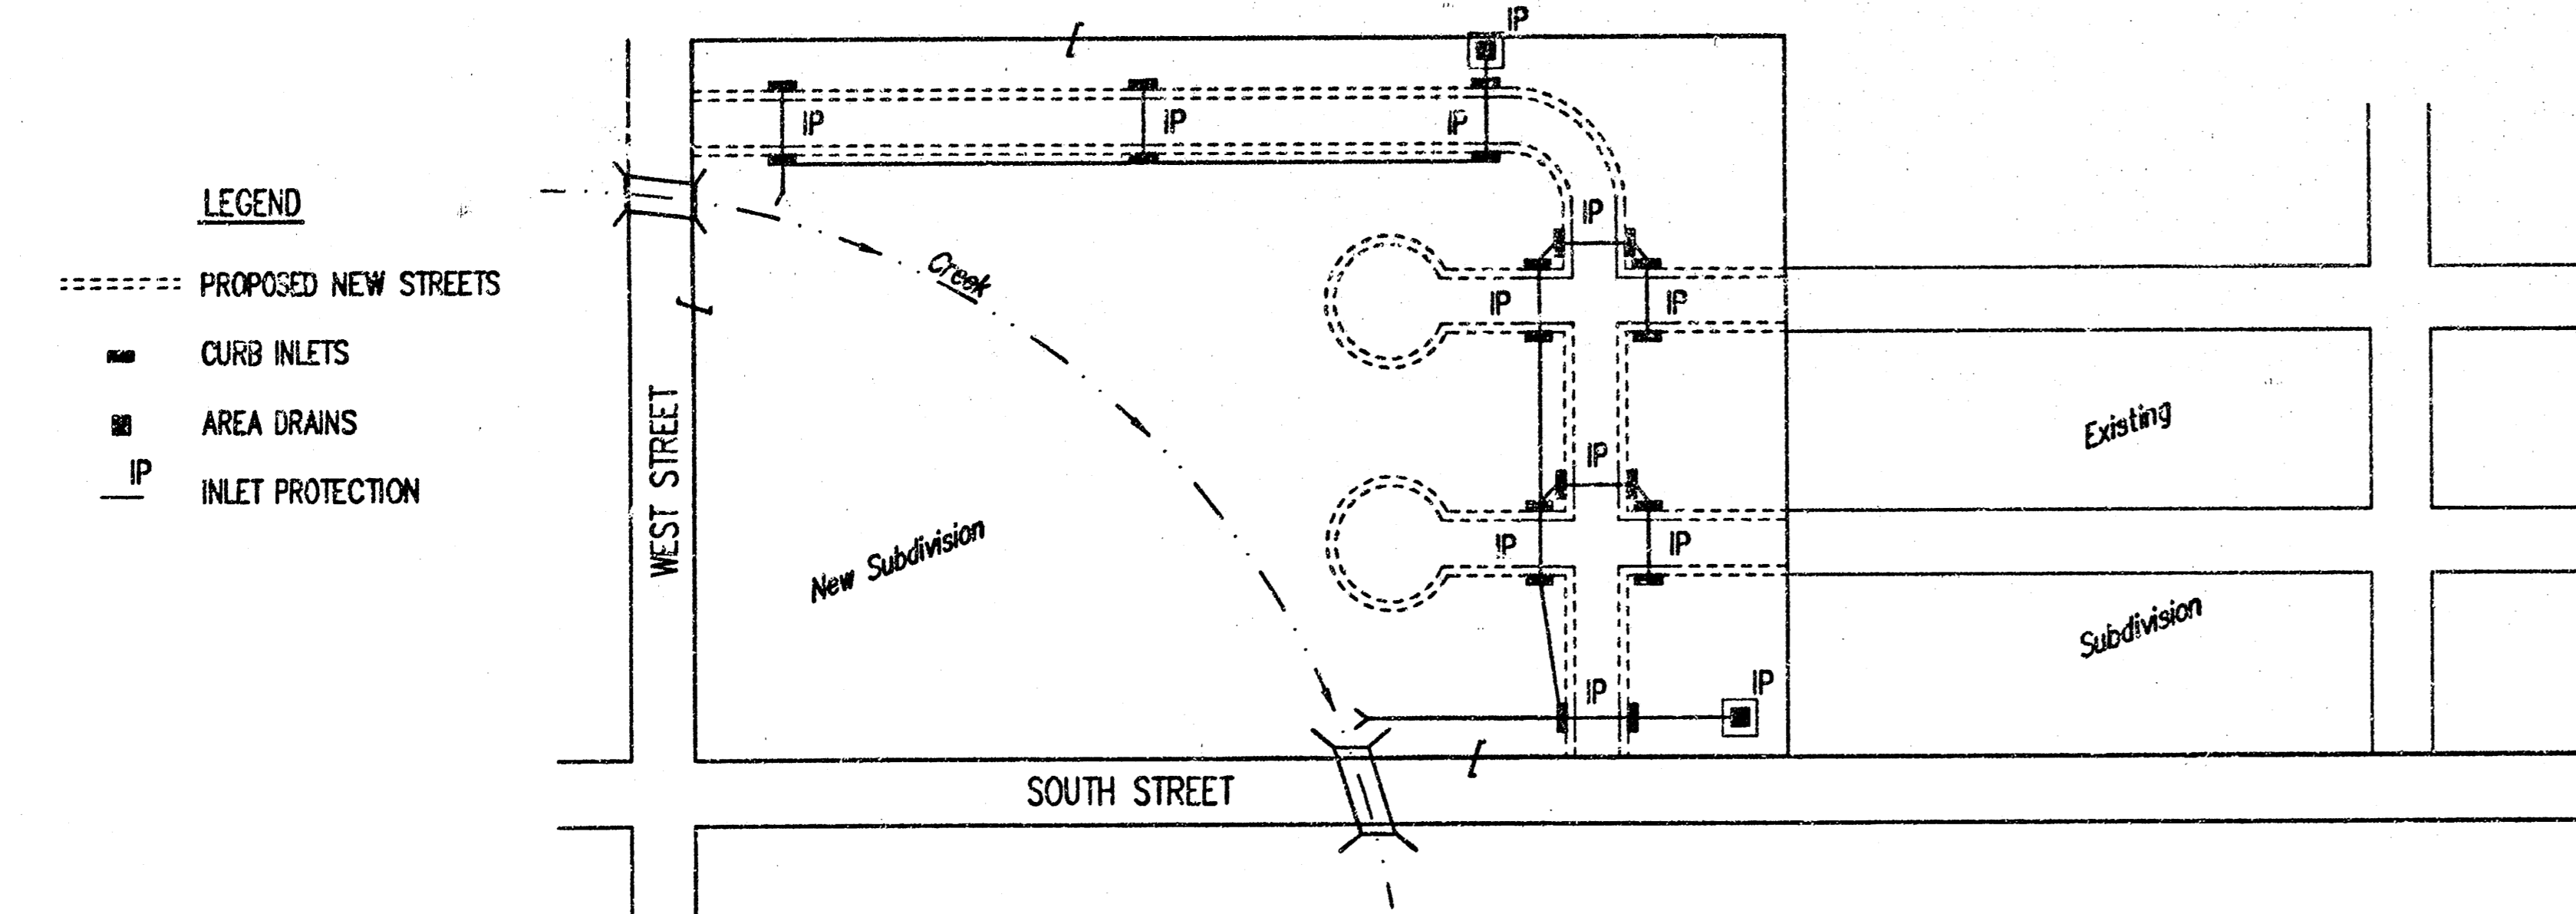 IP
IP
IP
IP
LEGEND
PROPOSED NEW STREETS
CURB INLETS
AREA DRAINS
IP
INLET PROTECTION
WEST STREET
Creek
New Subdivision
IP
IP
IP
IP
IP
IP
IP
IP
Existing
Subdivision
SOUTH STREET